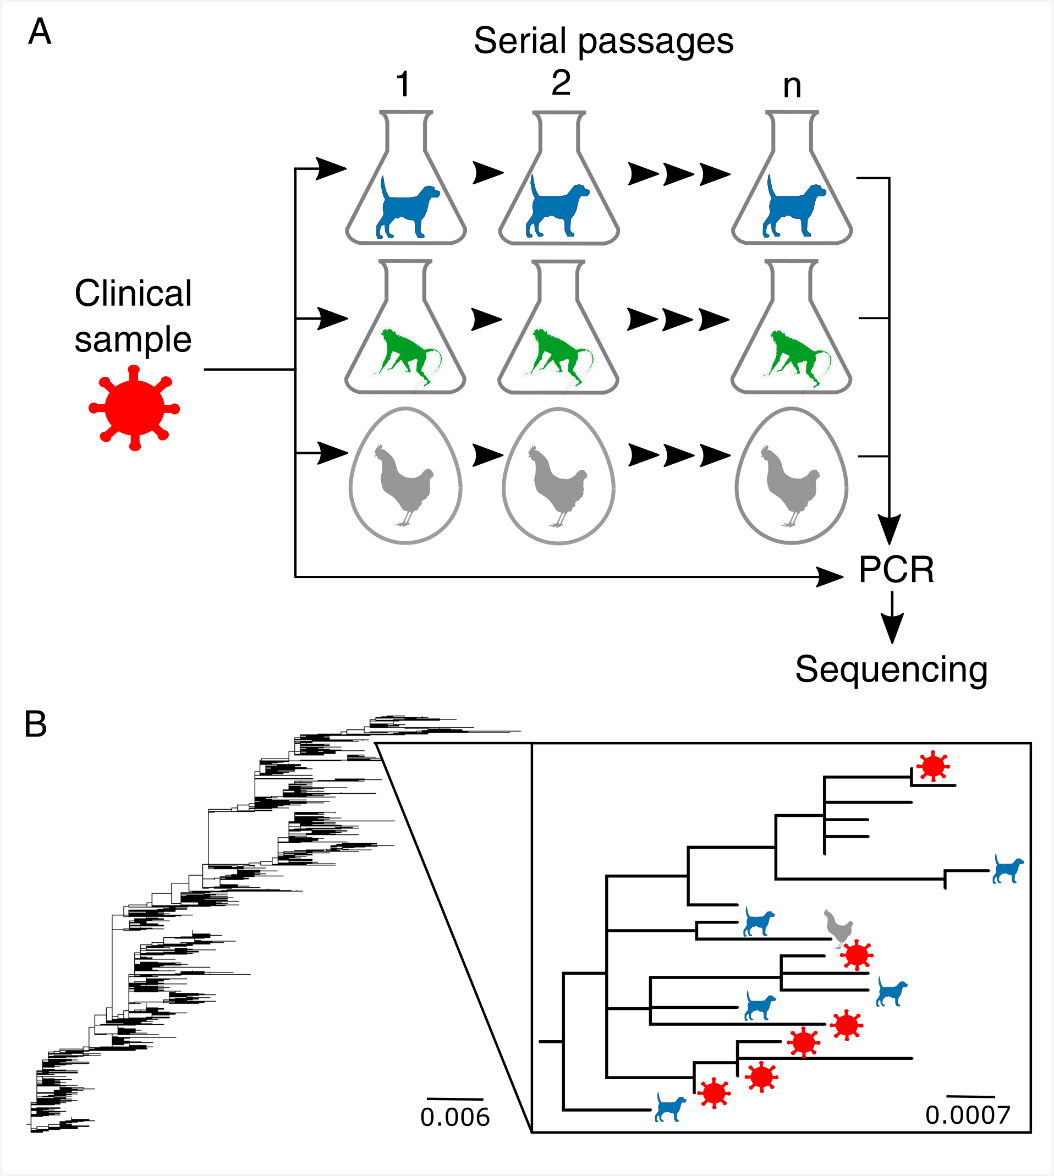 A
Serial passages
1 2 n
Clinical
sample
PCR
Sequencing
B
0.006
0.0007